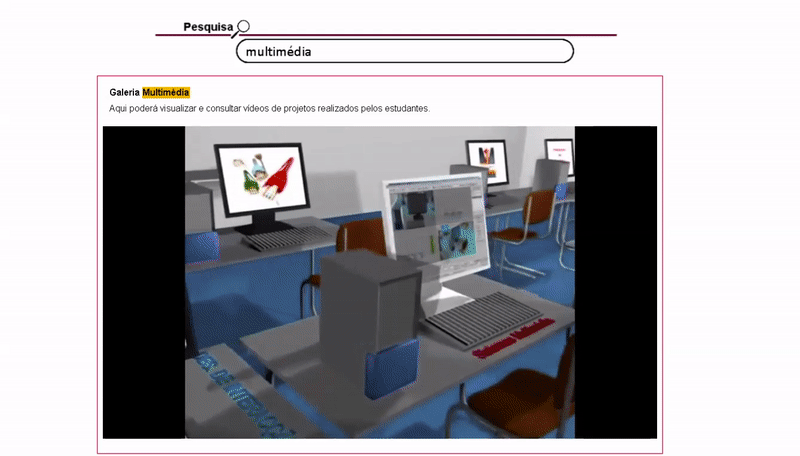 Pesquisa
multimédia
Galeria Multimédia
Aqui poderá visualizar e consultar vídeos de projetos realizados pelos estudantes.